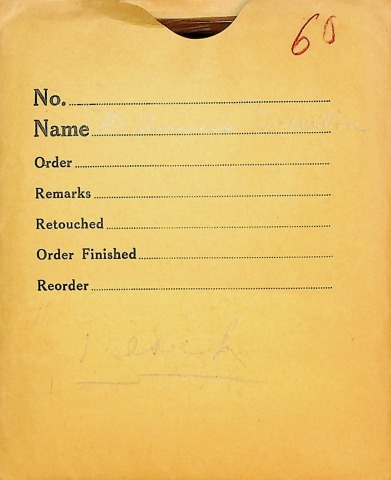 60
No.
Name
Order
Remarks
Retouched
Order Finished
Reorder